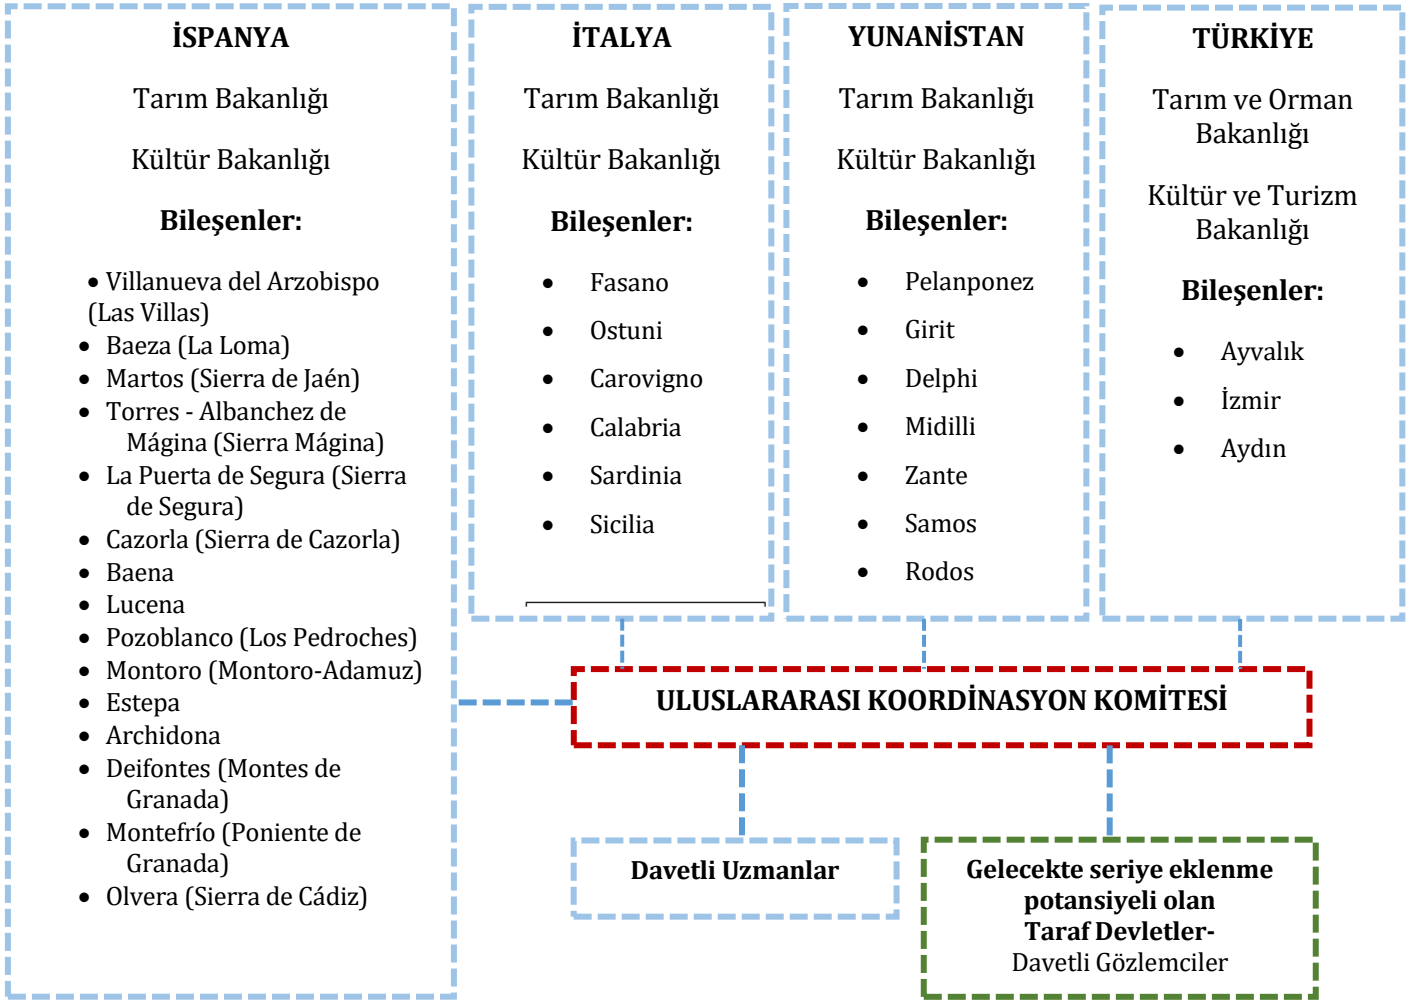 İSPANYA
Tarım Bakanlığı
Kültür Bakanlığı
Bileşenler:
• Villanueva del Arzobispo
(Las Villas)
• Baeza (La Loma)
• Martos (Sierra de Jaén)
• Torres - Albanchez de
Mágina (Sierra Mágina)
• La Puerta de Segura (Sierra
de Segura)
• Cazorla (Sierra de Cazorla)
• Baena
• Lucena
• Pozoblanco (Los Pedroches)
• Montoro (Montoro-Adamuz)
• Estepa
• Archidona
• Deifontes (Montes de
Granada)
• Montefrío (Poniente de
Granada)
• Olvera (Sierra de Cádiz)
İTALYA
Tarım Bakanlığı
Kültür Bakanlığı
Bileşenler:
• Fasano
• Ostuni
• Carovigno
• Calabria
• Sardinia
• Sicilia
YUNANİSTAN
Tarım Bakanlığı
Kültür Bakanlığı
Bileşenler:
• Pelanponez
• Girit
• Delphi
• Midilli
• Zante
• Samos
• Rodos
TÜRKİYE
Tarım ve Orman
Bakanlığı
Kültür ve Turizm
Bakanlığı
Bileşenler:
• Ayvalık
• İzmir
• Aydın
ULUSLARARASI KOORDİNASYON KOMİTESİ
Davetli Uzmanlar
Gelecekte seriye eklenme
potansiyeli olan
Taraf Devletler-
Davetli Gözlemciler